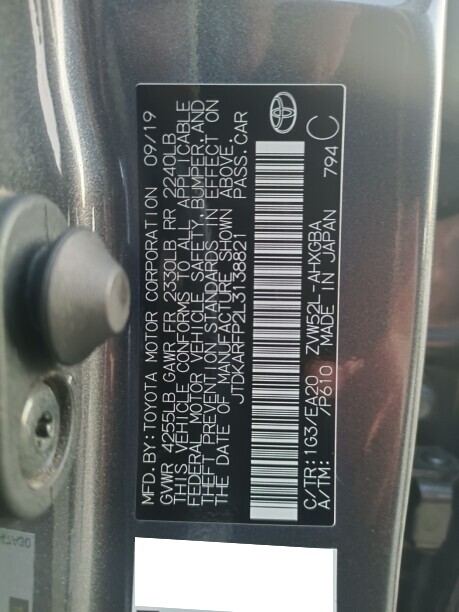 MFD.BY:TOYOTA MOTOR CORPORATION 09/19
GVWR 4255LB GAWR FR 2330LB RR 2240LB
THIS VEHICLE CONFORMS TO ALL APPLICABLE
FEDERAL MOTOR VEHICLE SAFETY,BUMPER,AND
THEFT PREVENTION STANDARDS IN EFFECT ON
THE DATE OF MANUFACTURE SHOWN ABOVE.
JTDKARFP2L3138821 PASS.CAR
C/TR:1G3/EA20 ZVW52L-AHXGBA 794 C
A/TM: /P610 MADE IN JAPAN